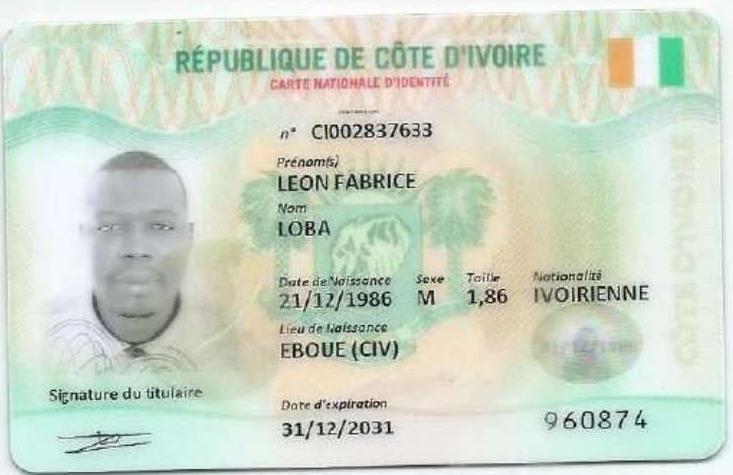 RÉPUBLIQUE DE CÔTE D'IVOIRE
CARTE NATIONALE D'IDENTITÉ
n° CI002837633
Prénom(s)
LEON FABRICE
Nom
LOBA
Date de Naissance Sexe Taille Nationalité
21/12/1986 M 1,86 IVOIRIENNE
Lieu de Naissance
EBOUE (CIV)
Signature du titulaire
Date d'expiration
31/12/2031
960874
CÔTE D'IVOIRE